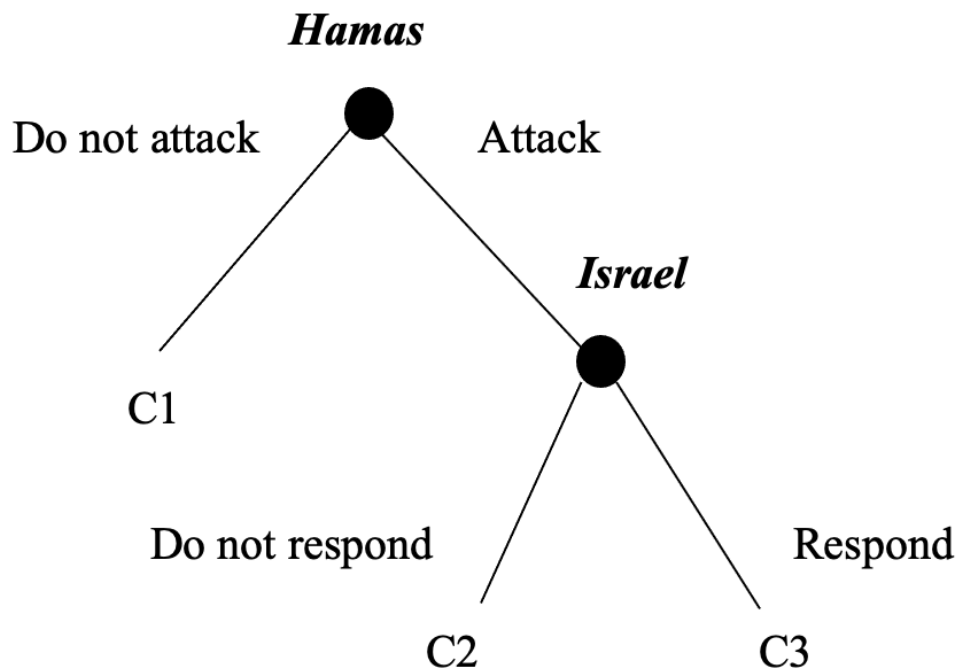 Hamas
Do not attack
Attack
Israel
C1
Do not respond
Respond
C2
C3